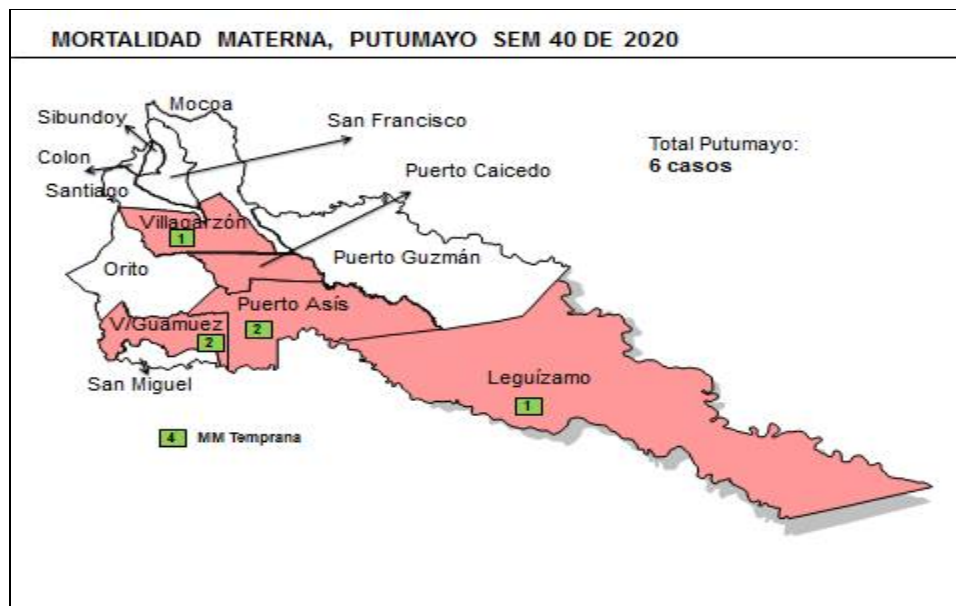 MORTALIDAD MATERNA, PUTUMAYO SEM 40 DE 2020
Mocoa
Sibundoy
San Francisco
Total Putumayo:
6 casos
Colon
Puerto Caicedo
Santiago
Villagarzón
1
Orito
Puerto Guzmán
Puerto Asís
V/Guamuez
2
2
San Miguel
Leguízamo
1
4 MM Temprana